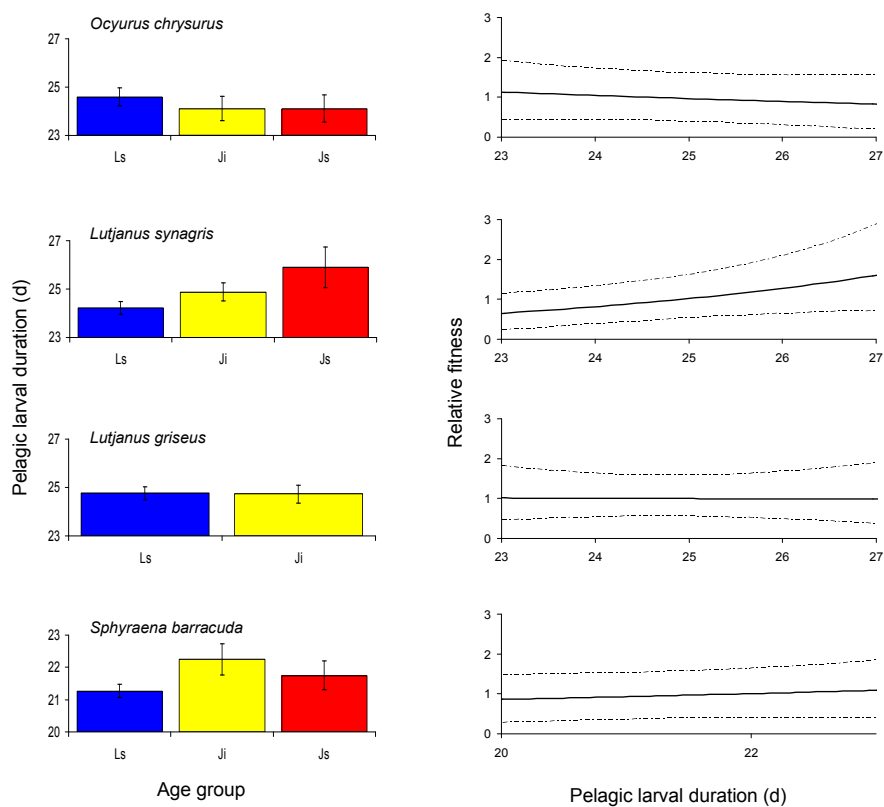 Ocyurus chrysurus
27
25
23
Ls Ji Js
3
2
1
0
23 24 25 26 27
Lutjanus synagris
27
25
23
Ls Ji Js
3
2
1
0
23 24 25 26 27
Lutjanus griseus
27
25
23
Ls Ji
3
2
1
0
23 24 25 26 27
Sphyraena barracuda
23
22
21
20
Ls Ji Js
3
2
1
0
20 22
Pelagic larval duration (d)
Relative fitness
Age group
Pelagic larval duration (d)